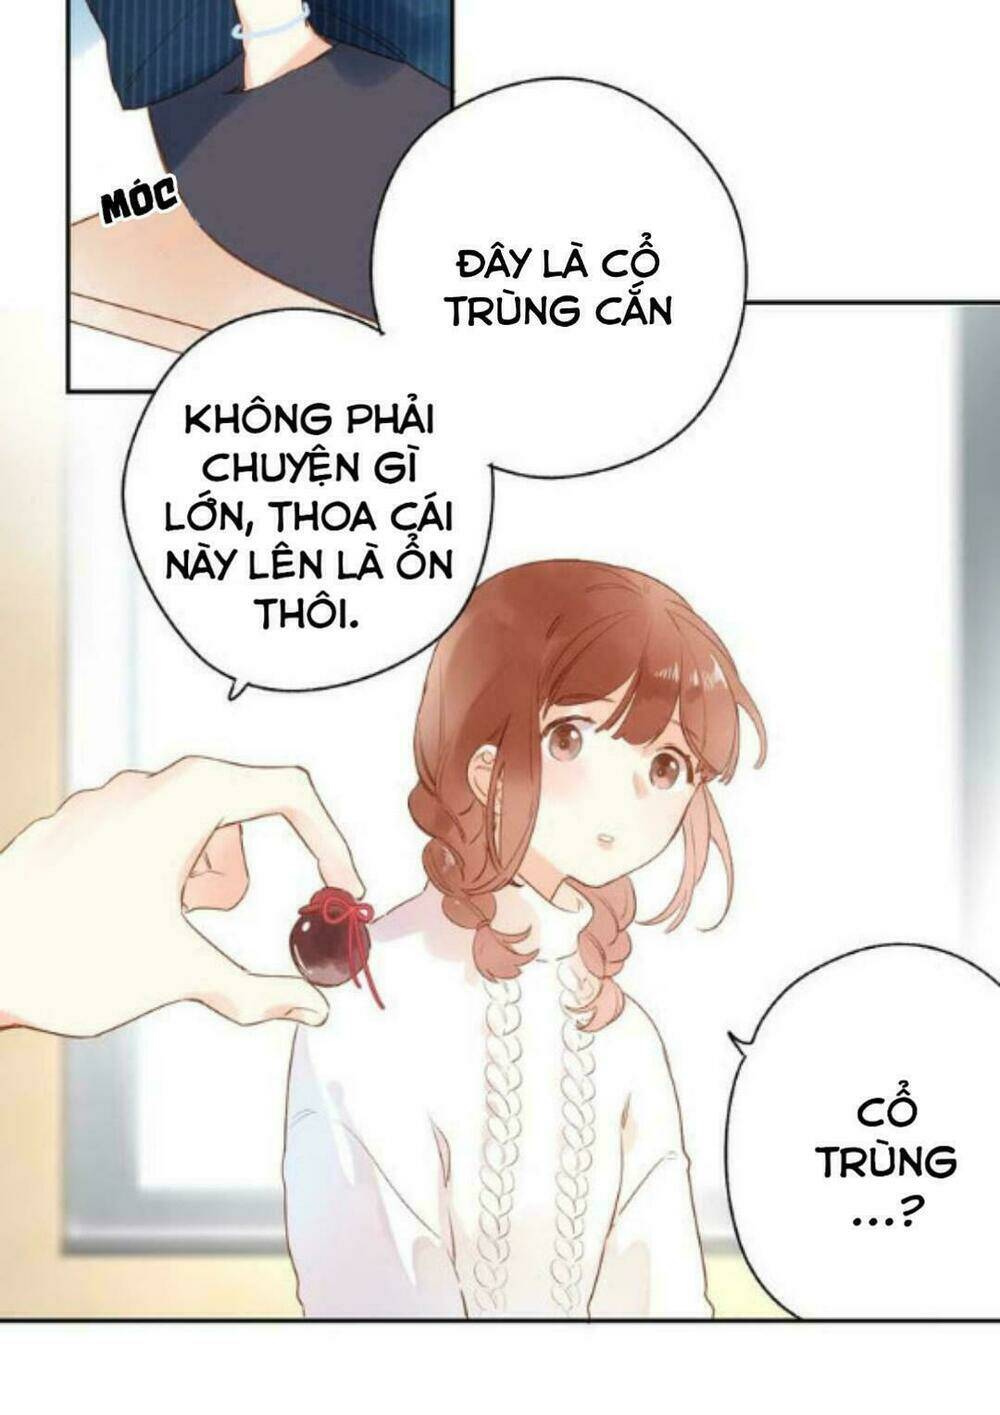 MÓC
ĐÂY LÀ CỔ
TRÙNG CẮN
KHÔNG PHẢI
CHUYỆN GÌ
LỚN, THOA CÁI
NÀY LÊN LÀ ỔN
THÔI.
CỔ
TRÙNG
...?